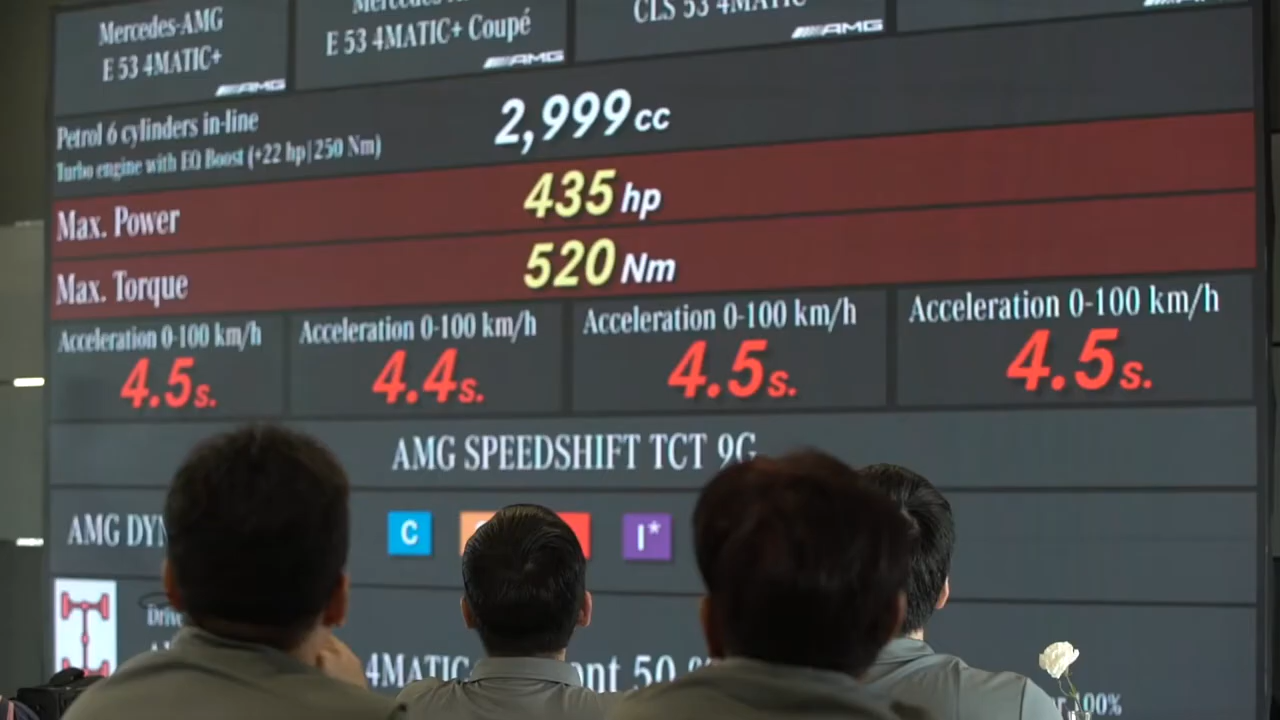 Mercedes-AMG
E 53 4MATIC+
AMG
E 53 4MATIC+ Coupé
AMG
CLS 53 4MATIC
AMG
Petrol 6 cylinders in-line
Turbo engine with EQ Boost (+22 hp|250 Nm)
2,999 cc
Max. Power
435 hp
Max. Torque
520 Nm
Acceleration 0-100 km/h
4.5 s.
Acceleration 0-100 km/h
4.4 s.
Acceleration 0-100 km/h
4.5 s.
Acceleration 0-100 km/h
4.5 s.
AMG SPEEDSHIFT TCT 9G
AMG
C
I*
4MATIC
50
100%